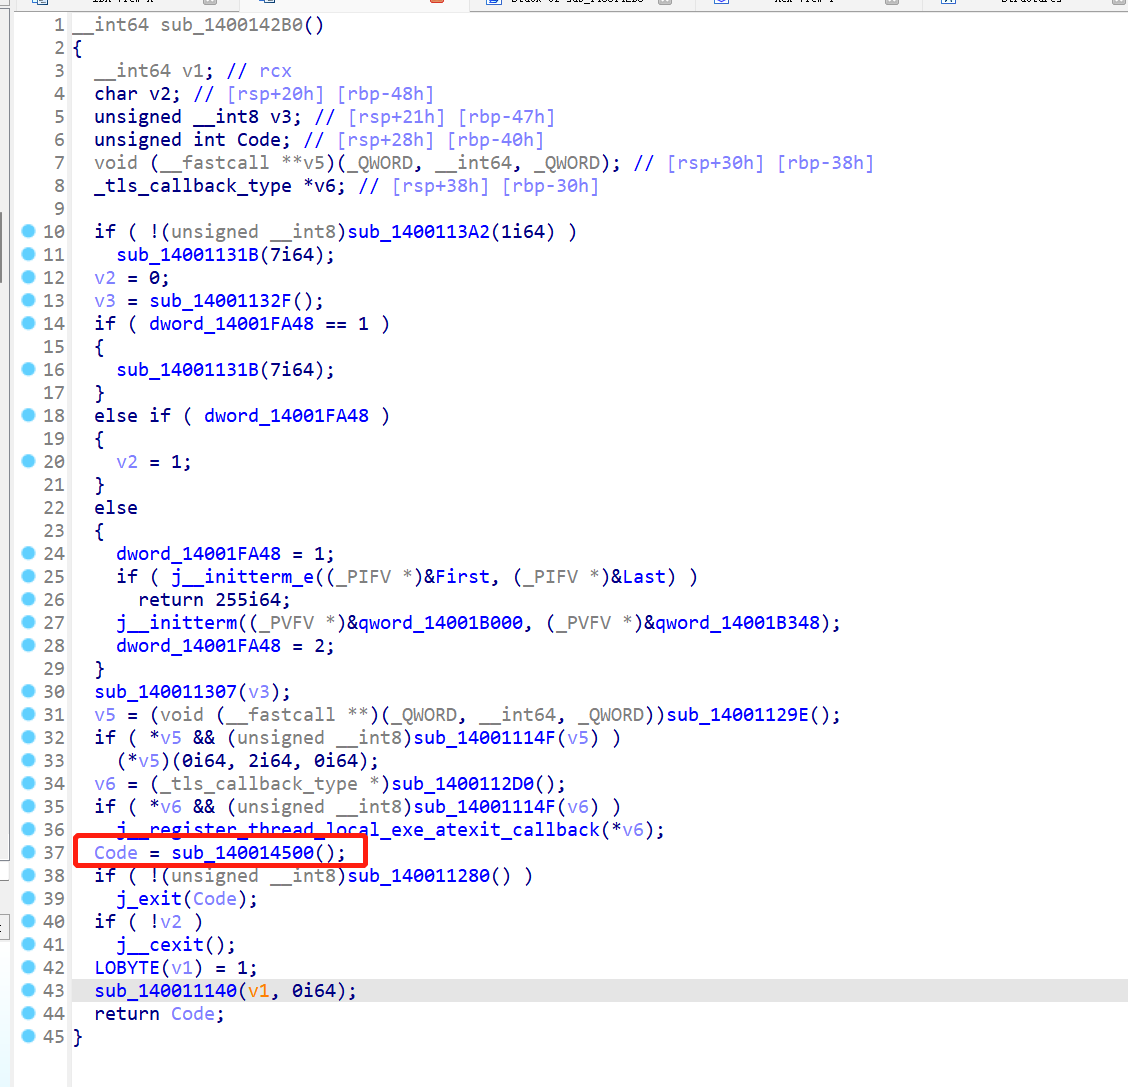 1 __int64 sub_1400142B0()
2 {
3 __int64 v1; // rcx
4 char v2; // [rsp+20h] [rbp-48h]
5 unsigned __int8 v3; // [rsp+21h] [rbp-47h]
6 unsigned int Code; // [rsp+28h] [rbp-40h]
7 void (__fastcall **v5)(_QWORD, __int64, _QWORD); // [rsp+30h] [rbp-38h]
8 _tls_callback_type *v6; // [rsp+38h] [rbp-30h]
9
10 if ( !(unsigned __int8)sub_1400113A2(1i64) )
11 sub_14001131B(7i64);
12 v2 = 0;
13 v3 = sub_14001132F();
14 if ( dword_14001FA48 == 1 )
15 {
16 sub_14001131B(7i64);
17 }
18 else if ( dword_14001FA48 )
19 {
20 v2 = 1;
21 }
22 else
23 {
24 dword_14001FA48 = 1;
25 if ( j__initterm_e((_PIFV *)&First, (_PIFV *)&Last) )
26 return 255i64;
27 j__initterm((_PVFV *)&qword_14001B000, (_PVFV *)&qword_14001B348);
28 dword_14001FA48 = 2;
29 }
30 sub_140011307(v3);
31 v5 = (void (__fastcall **)(_QWORD, __int64, _QWORD))sub_14001129E();
32 if ( *v5 && (unsigned __int8)sub_14001114F(v5) )
33 (*v5)(0i64, 2i64, 0i64);
34 v6 = (_tls_callback_type *)sub_1400112D0();
35 if ( *v6 && (unsigned __int8)sub_14001114F(v6) )
36 j__register_thread_local_exe_atexit_callback(*v6);
37 Code = sub_140014500();
38 if ( !(unsigned __int8)sub_140011280() )
39 j_exit(Code);
40 if ( !v2 )
41 j__cexit();
42 LOBYTE(v1) = 1;
43 sub_140011140(v1, 0i64);
44 return Code;
45 }